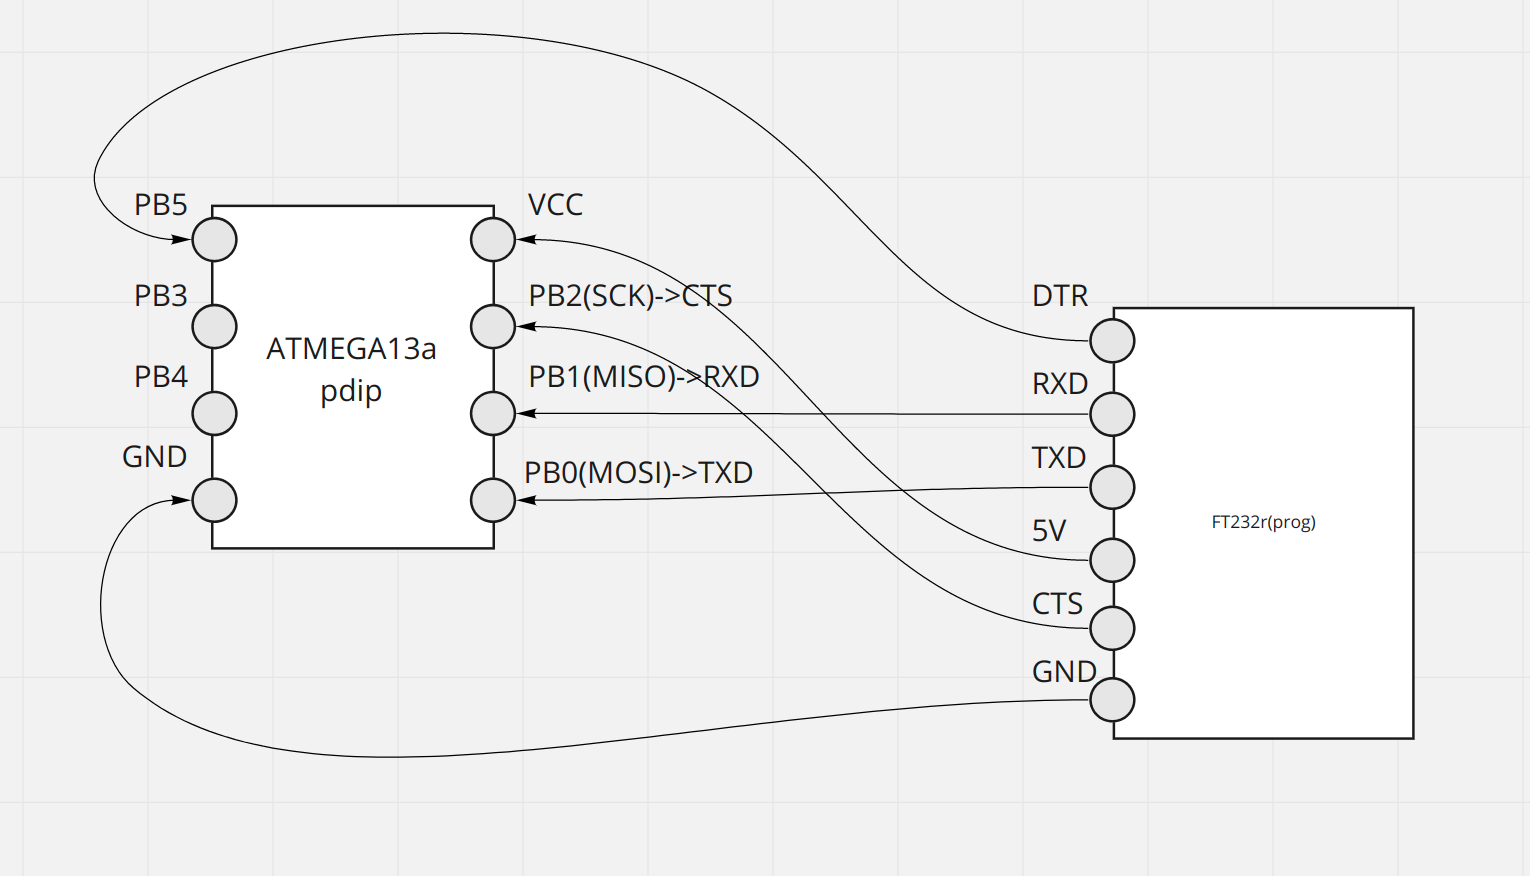 PB5
VCC
PB3
PB2(SCK)->CTS
DTR
ATMEGA13a
pdip
PB4
PB1(MISO)->RXD
RXD
GND
PB0(MOSI)->TXD
TXD
FT232r(prog)
5V
CTS
GND